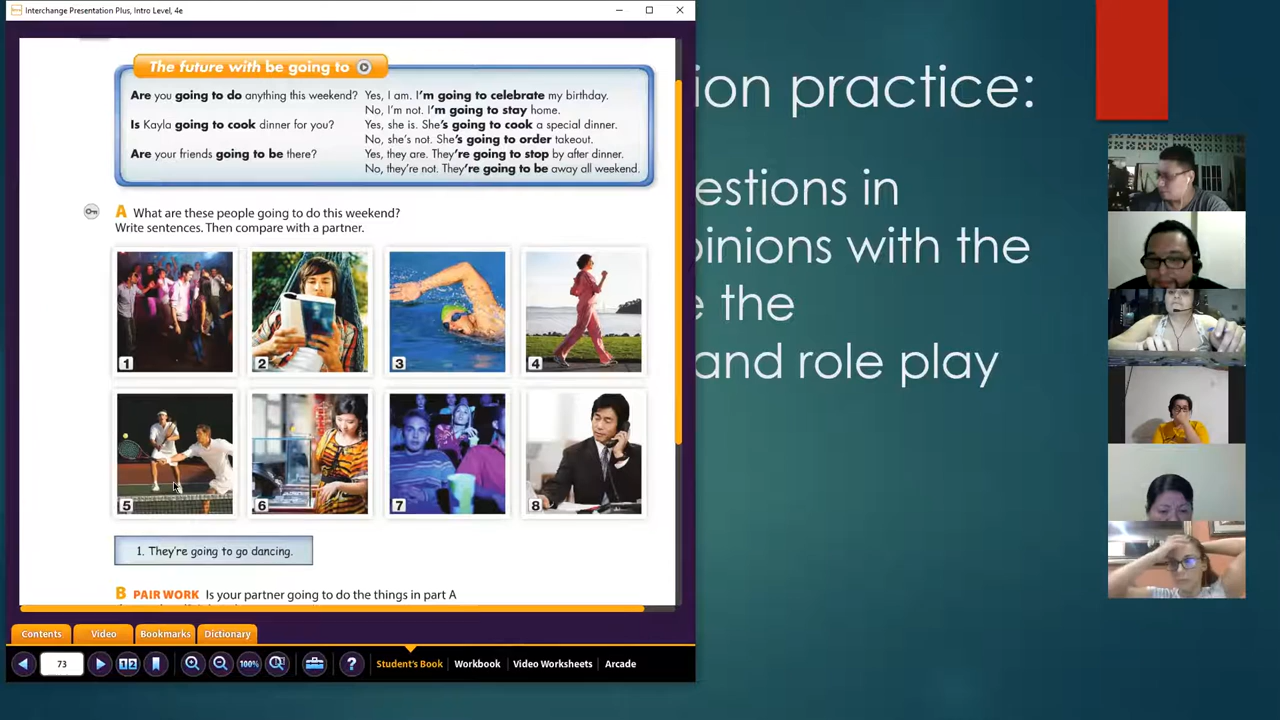 Interchange Presentation Plus, Intro Level, 4e
The future with be going to
Are you going to do anything this weekend? Yes, I am. I'm going to celebrate my birthday.
No, I'm not. I'm going to stay home.
Is Kayla going to cook dinner for you? Yes, she is. She's going to cook a special dinner.
No, she's not. She's going to order takeout.
Are your friends going to be there? Yes, they are. They're going to stop by after dinner.
No, they're not. They're going to be away all weekend.
A What are these people going to do this weekend?
Write sentences. Then compare with a partner.
1 2 3 4
5 6 7 8
1. They're going to go dancing.
B PAIR WORK Is your partner going to do the things in part A
Contents Video Bookmarks Dictionary
73 1 2 100% ? Student's Book Workbook Video Worksheets Arcade
ion practice:
estions in
pinions with the
e the
and role play